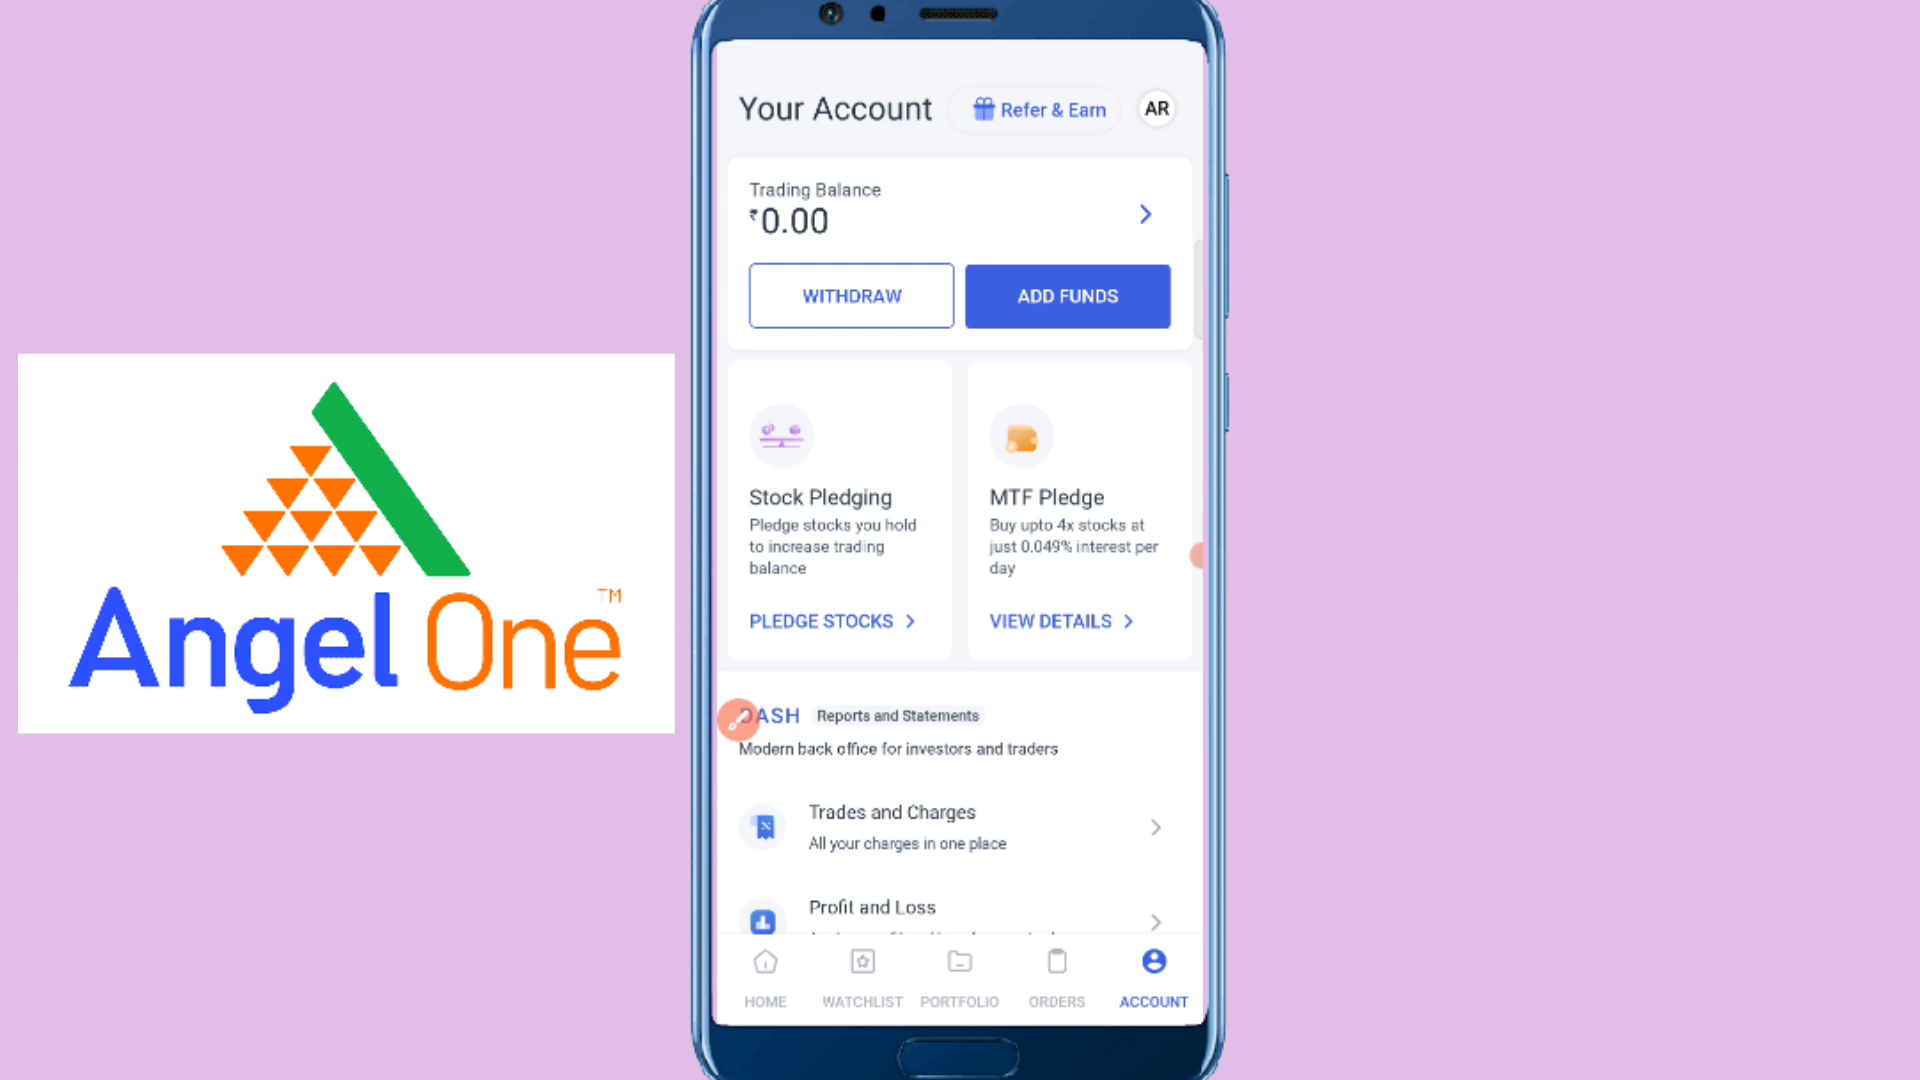 Your Account
Refer & Earn
AR
Trading Balance
₹0.00
WITHDRAW
ADD FUNDS
Stock Pledging
Pledge stocks you hold
to increase trading
balance
PLEDGE STOCKS
MTF Pledge
Buy upto 4x stocks at
just 0.049% interest per
day
VIEW DETAILS
Angel One TM
DASH
Reports and Statements
Modern back office for investors and traders
Trades and Charges
All your charges in one place
Profit and Loss
HOME
WATCHLIST
PORTFOLIO
ORDERS
ACCOUNT